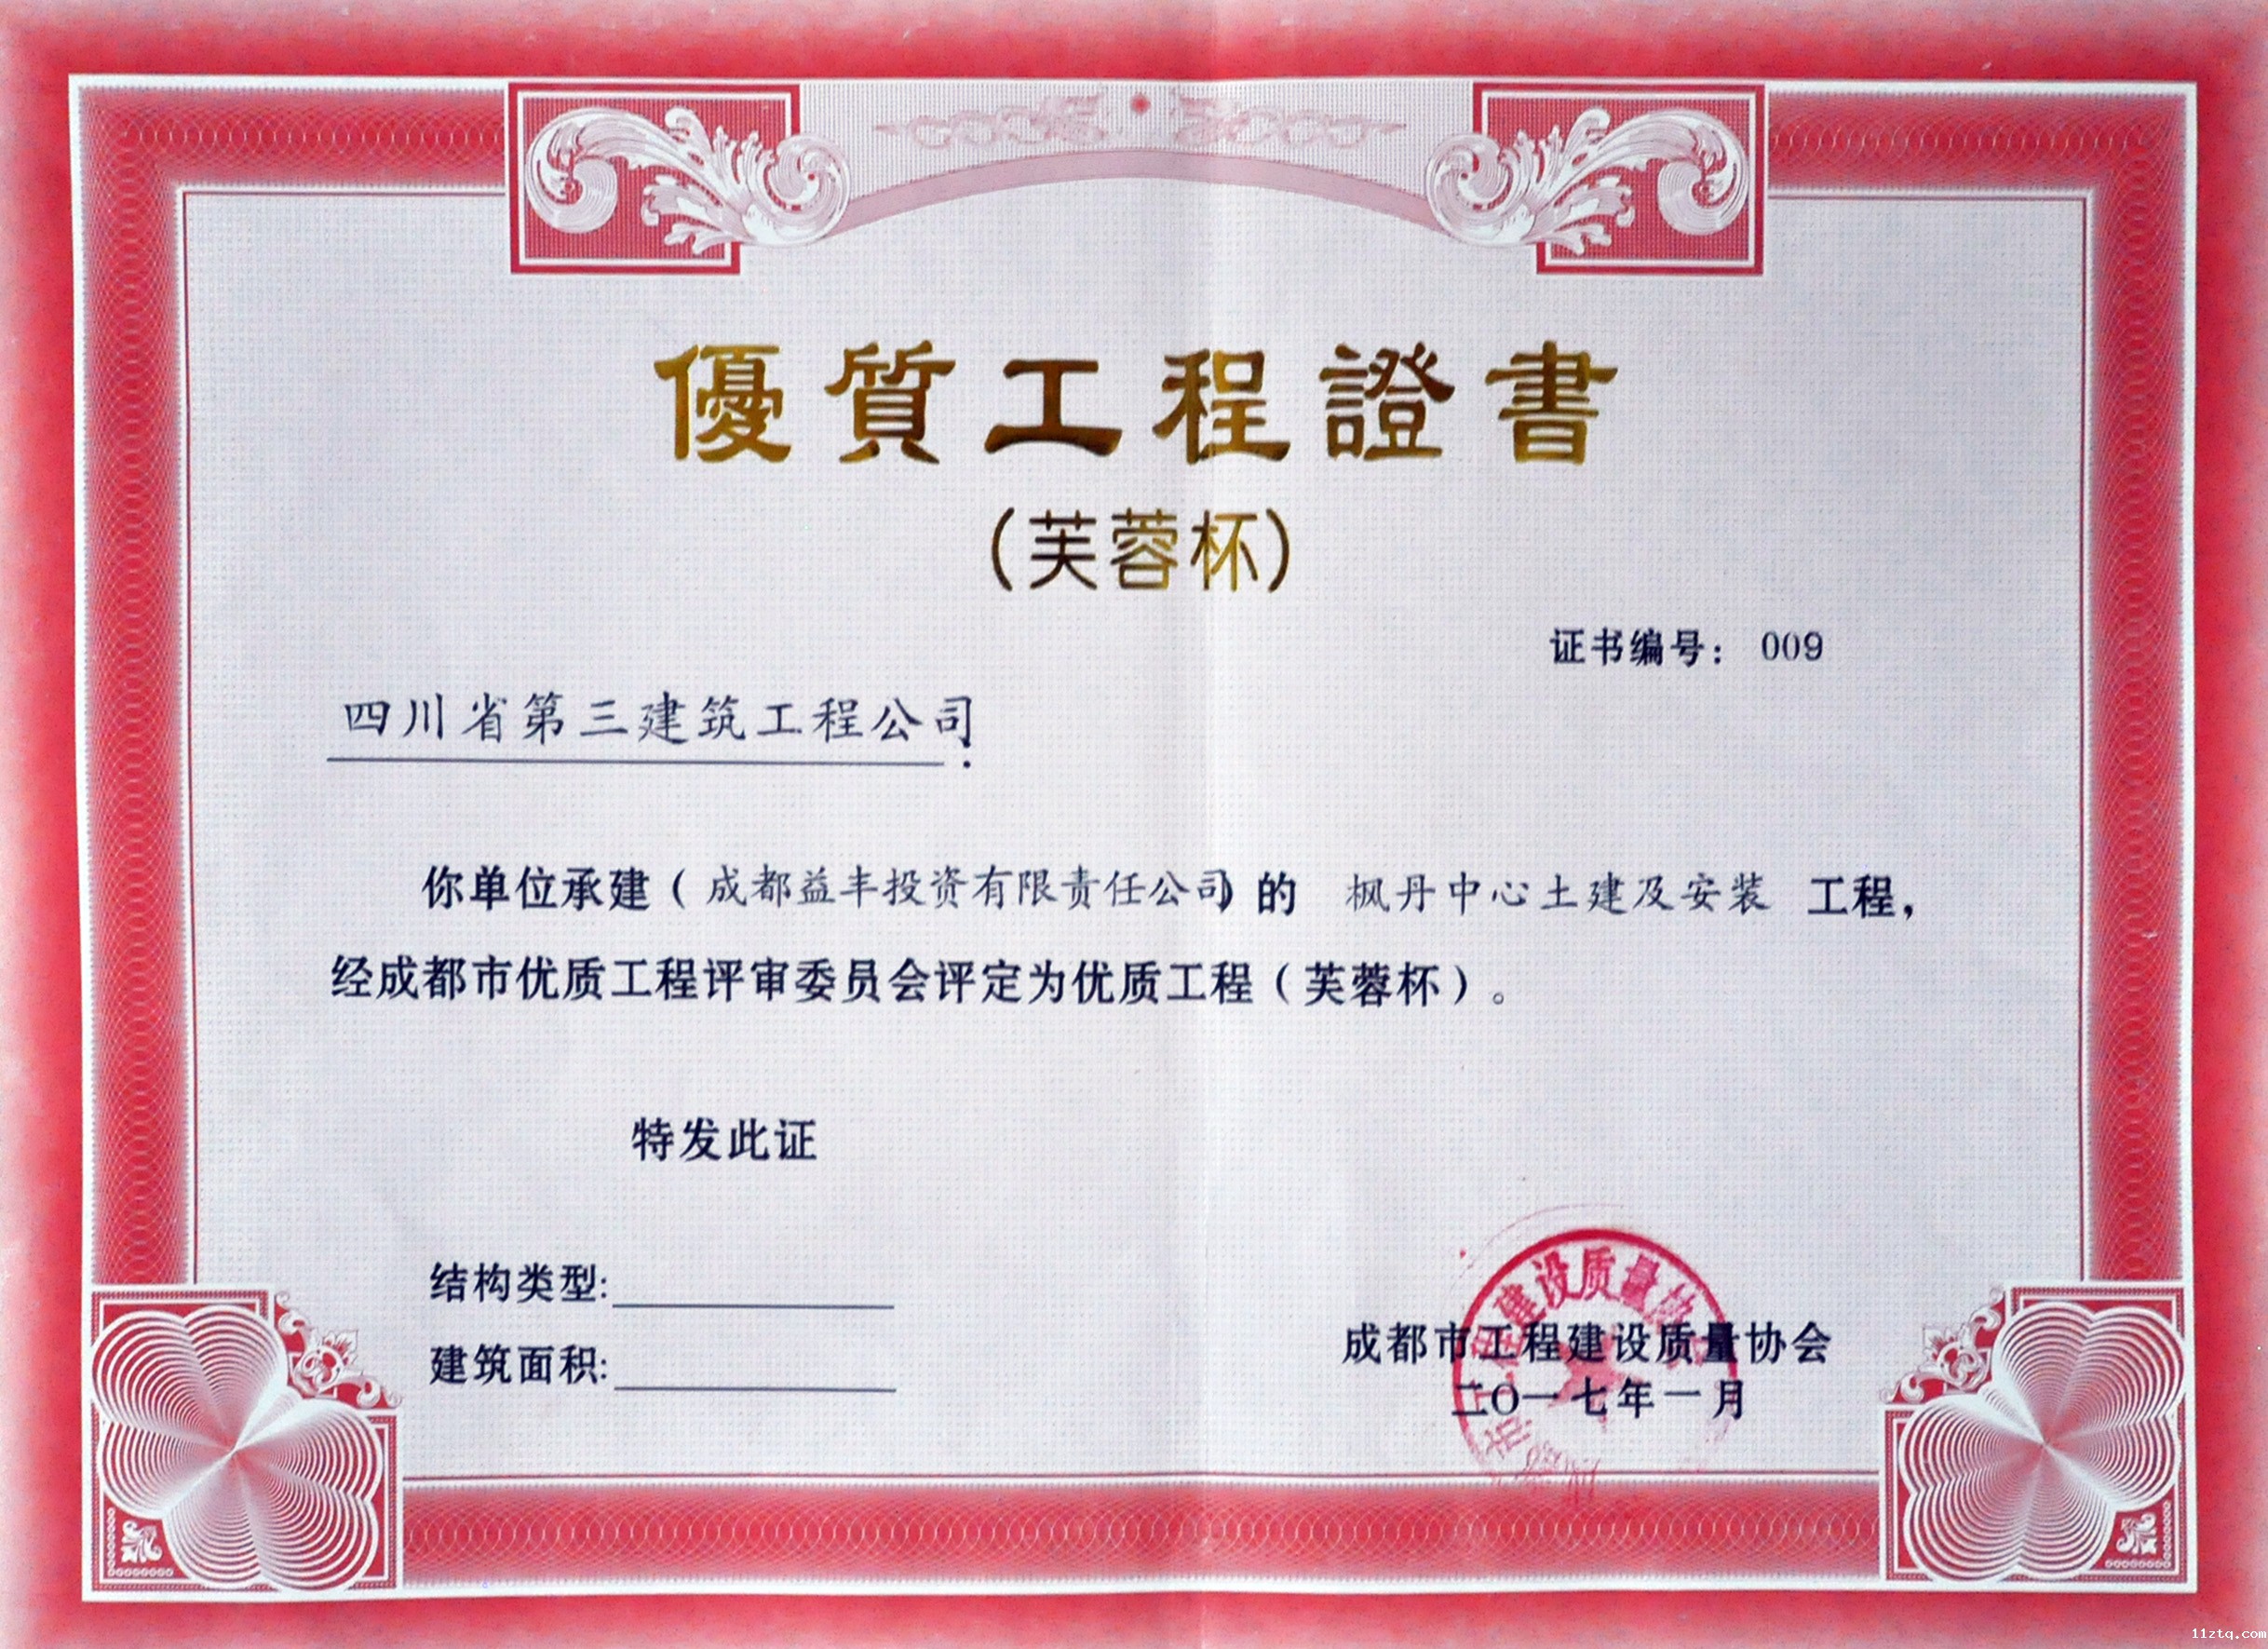 優質工程證書
(芙蓉杯)
证书编号： 009
四川省第三建筑工程公司：
你单位承建（成都益丰投资有限责任公司）的 枫丹中心土建及安装 工程，
经成都市优质工程评审委员会评定为优质工程（芙蓉杯）。
特发此证
结构类型:
建筑面积:
建设质量协
成都市工程建设质量协会
二〇一七年一月
11ztq.com